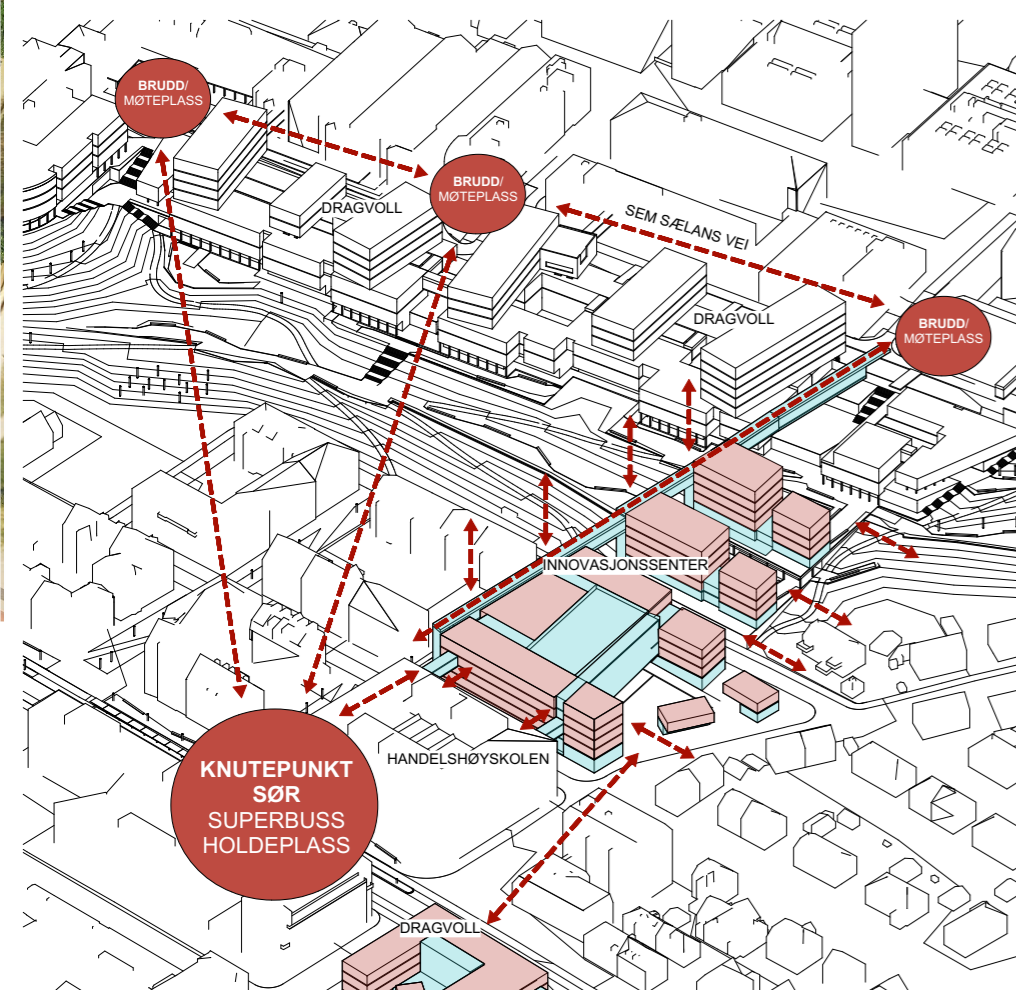 BRUDD/
MØTEPLASS
BRUDD/
MØTEPLASS
DRAGVOLL
SEM SÆLANS VEI
DRAGVOLL
BRUDD/
MØTEPLASS
INNOVASJONSSENTER
HANDELSHØYSKOLEN
KNUTEPUNKT
SØR
SUPERBUSS
HOLDEPLASS
DRAGVOLL